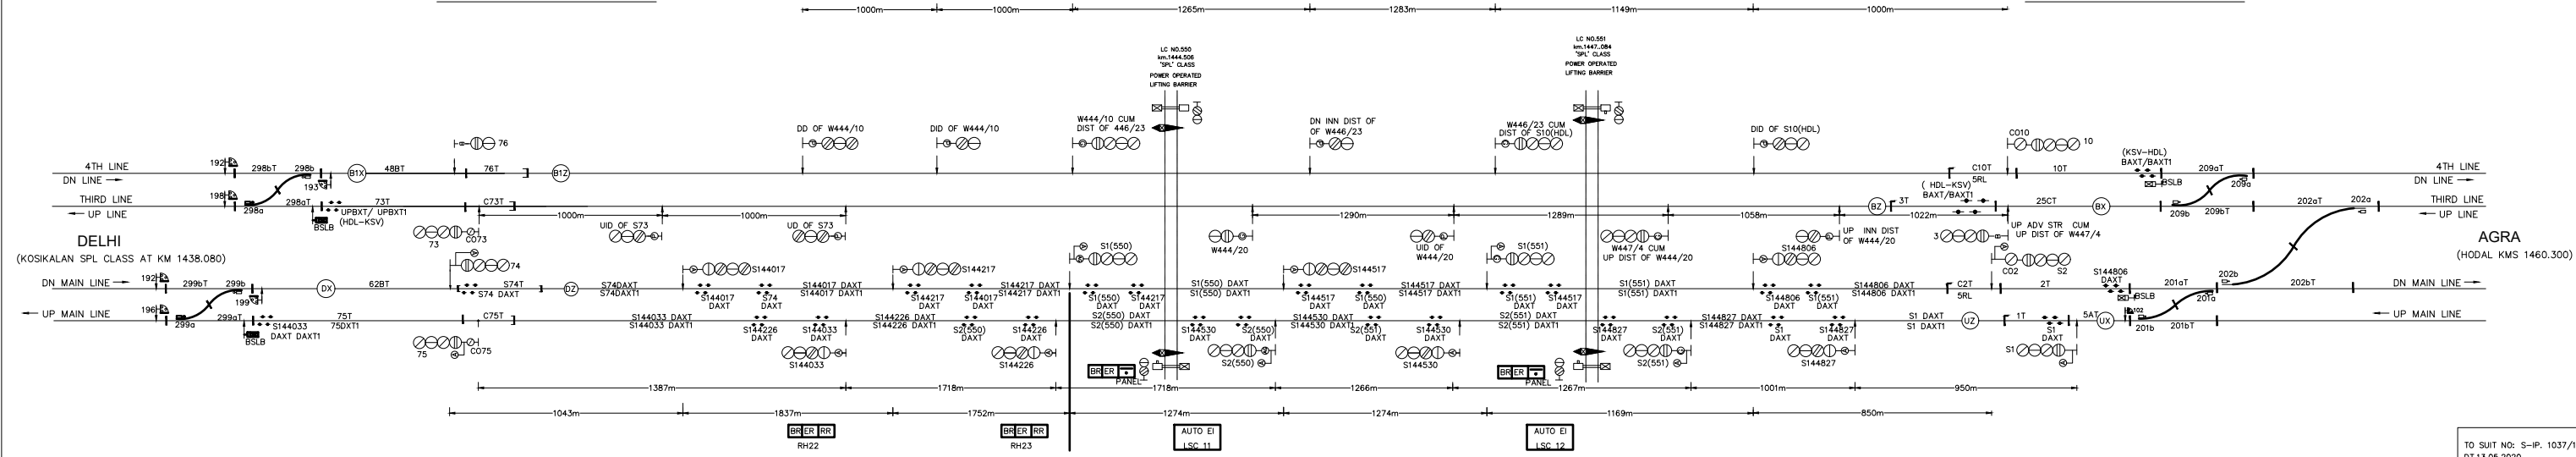 1000m 1000m 1265m 1283m 1149m 1000m
LC NO.550
km.1444.506
'SPL' CLASS
POWER OPERATED
LIFTING BARRIER
LC NO.551
km.1447..084
'SPL' CLASS
POWER OPERATED
LIFTING BARRIER
76
DD OF W444/10
DID OF W444/10
W444/10 CUM
DIST OF 446/23
DN INN DIST OF
OF W446/23
W446/23 CUM
DIST OF S10(HDL)
DID OF S10(HDL)
CO10
10
(KSV-HDL)
BAXT/BAXT1
4TH LINE
DN LINE
192
298bT 298b
B1X
48BT
76T
B1Z
193
C10T
5RL
10T
BSLB
209aT
209a
4TH LINE
DN LINE
THIRD LINE
UP LINE
198
298a
298aT
73T
UPBXT/ UPBXT1
(HDL-KSV)
BSLB
C73T
( HDL-KSV)
BAXT/BAXT1
BZ
3T
25CT
BX
209b
209bT
202aT
202a
THIRD LINE
UP LINE
1000m 1000m 1290m 1289m 1058m 1022m
73
CO73
UID OF S73
UD OF S73
W444/20
UID OF
W444/20
W447/4 CUM
UP DIST OF W444/20
UP INN DIST
OF W444/20
3
UP ADV STR CUM
UP DIST OF W447/4
DELHI
(KOSIKALAN SPL CLASS AT KM 1438.080)
AGRA
(HODAL KMS 1460.300)
74
S144017
S144217
S1(550)
S144517
S1(551)
S144806
CO2
S2
S144806
DAXT
BSLB
DN MAIN LINE
192
299bT 299b
199
DX
62BT
S74 DAXT
S74T
DZ
S74DAXT
S74DAXT1
S144017
DAXT
S74
DAXT
S144017 DAXT
S144017 DAXT1
S144217
DAXT
S144017
DAXT
S144217 DAXT
S144217 DAXT1
S1(550)
DAXT
S144217
DAXT
S1(550) DAXT
S1(550) DAXT1
S144517
DAXT
S1(550)
DAXT
S144517 DAXT
S144517 DAXT1
S1(551)
DAXT
S144517
DAXT
S1(551) DAXT
S1(551) DAXT1
S144806
DAXT
S1(551)
DAXT
S144806 DAXT
S144806 DAXT1
C2T
5RL
2T
201aT
201a
202b
202bT
DN MAIN LINE
UP MAIN LINE
196
299a
299aT
S144033
DAXT DAXT1
BSLB
75T
75DXT1
C75T
S144033 DAXT
S144033 DAXT1
S144226
DAXT
S144033
DAXT
S144226 DAXT
S144226 DAXT1
S2(550)
DAXT
S144226
DAXT
S2(550) DAXT
S2(550) DAXT1
S144530
DAXT
S2(550)
DAXT
S144530 DAXT
S144530 DAXT1
S2(551)
DAXT
S144530
DAXT
S2(551) DAXT
S2(551) DAXT1
S144827
DAXT
S2(551)
DAXT
S144827 DAXT
S144827 DAXT1
S1
DAXT
S144827
DAXT
S1 DAXT
S1 DAXT1
UZ
1T
S1
DAXT
5AT
UX
102
201b
201bT
UP MAIN LINE
75
CO75
S144033
S144226
S2(550)
S144530
S2(551)
S144827
S1
BR ER
PANEL
BR ER
PANEL
1387m 1718m 1718m 1266m 1267m 1001m 950m
1043m 1837m 1752m 1274m 1274m 1169m 850m
BR ER RR
RH22
BR ER RR
RH23
AUTO EI
LSC 11
AUTO EI
LSC 12
TO SUIT NO: S-IP. 1037/1
DT.13.05.2020